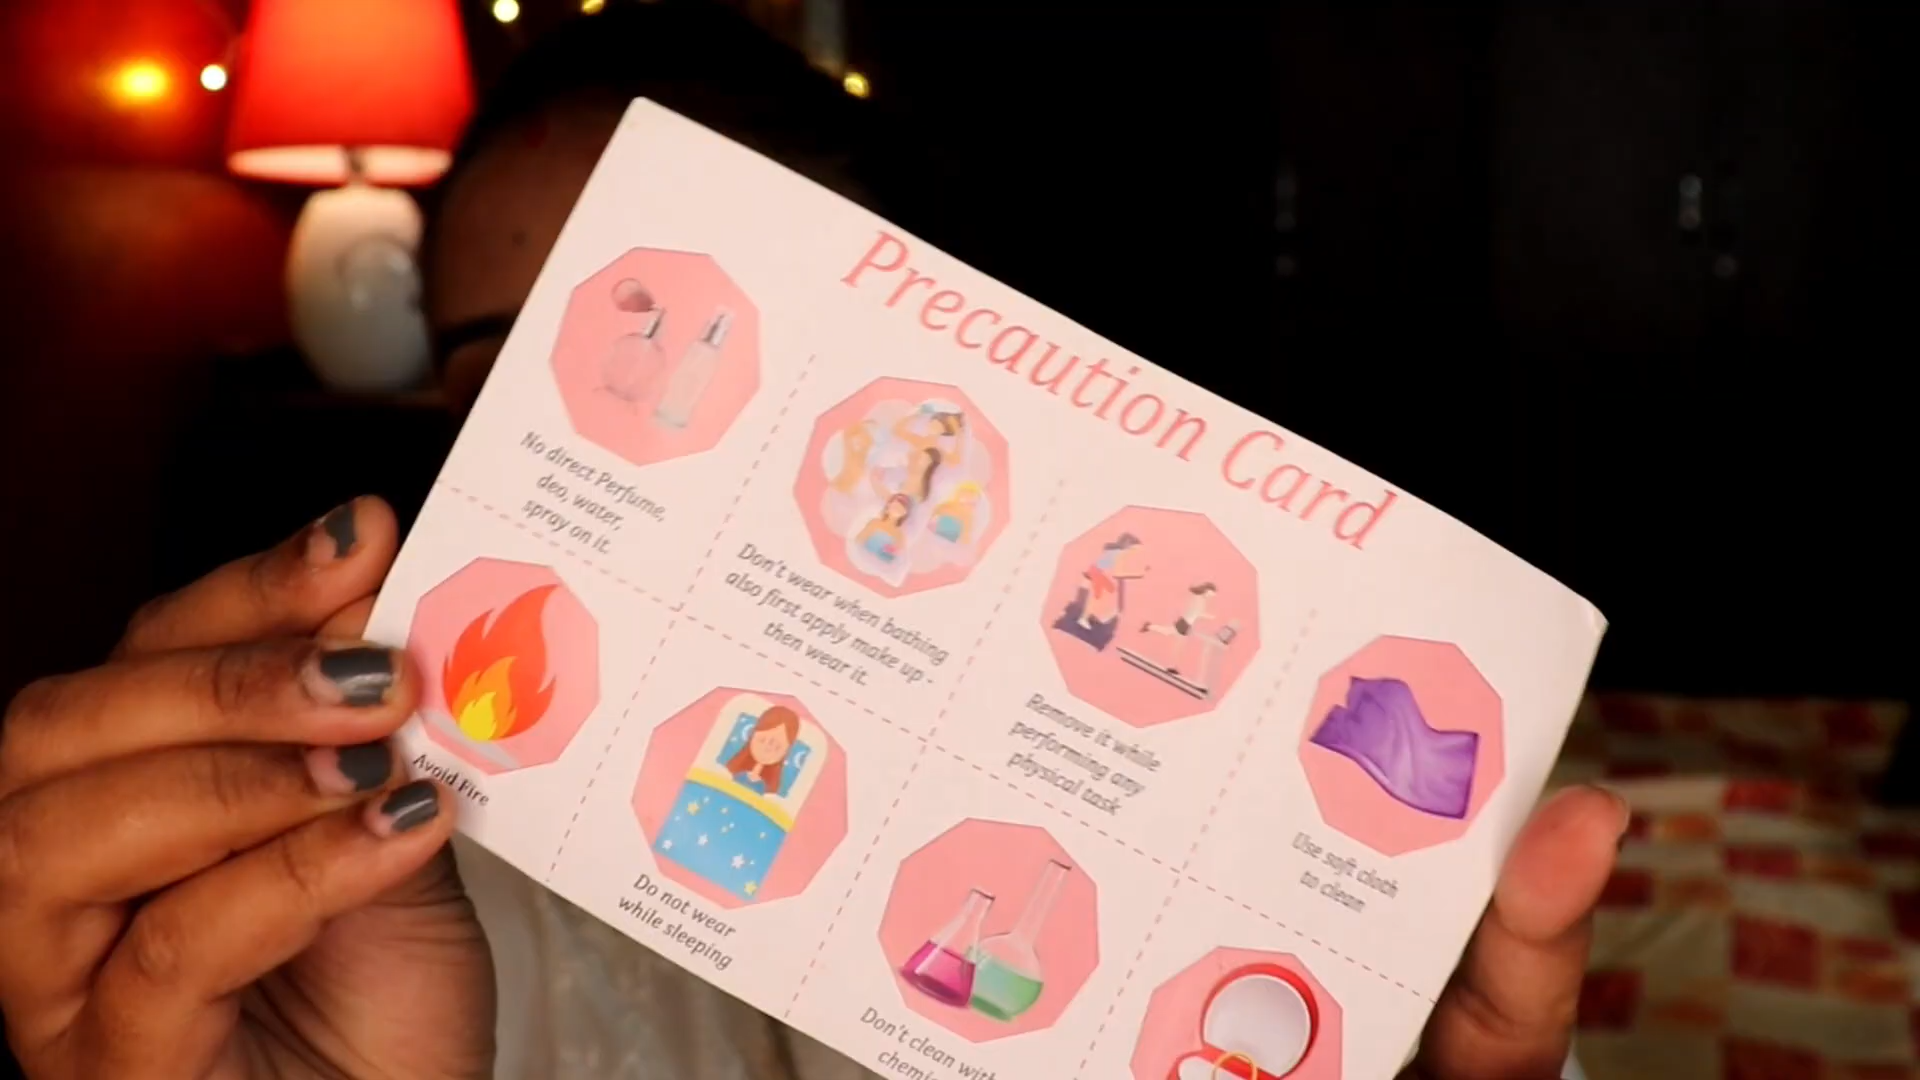 Precaution Card
No direct Perfume,
deo, water,
spray on it.
Don't wear when bathing
also first apply make up -
then wear it.
Remove it while
performing any
physical task
Use soft cloth
to clean
Avoid Fire
Do not wear
while sleeping
Don't clean with